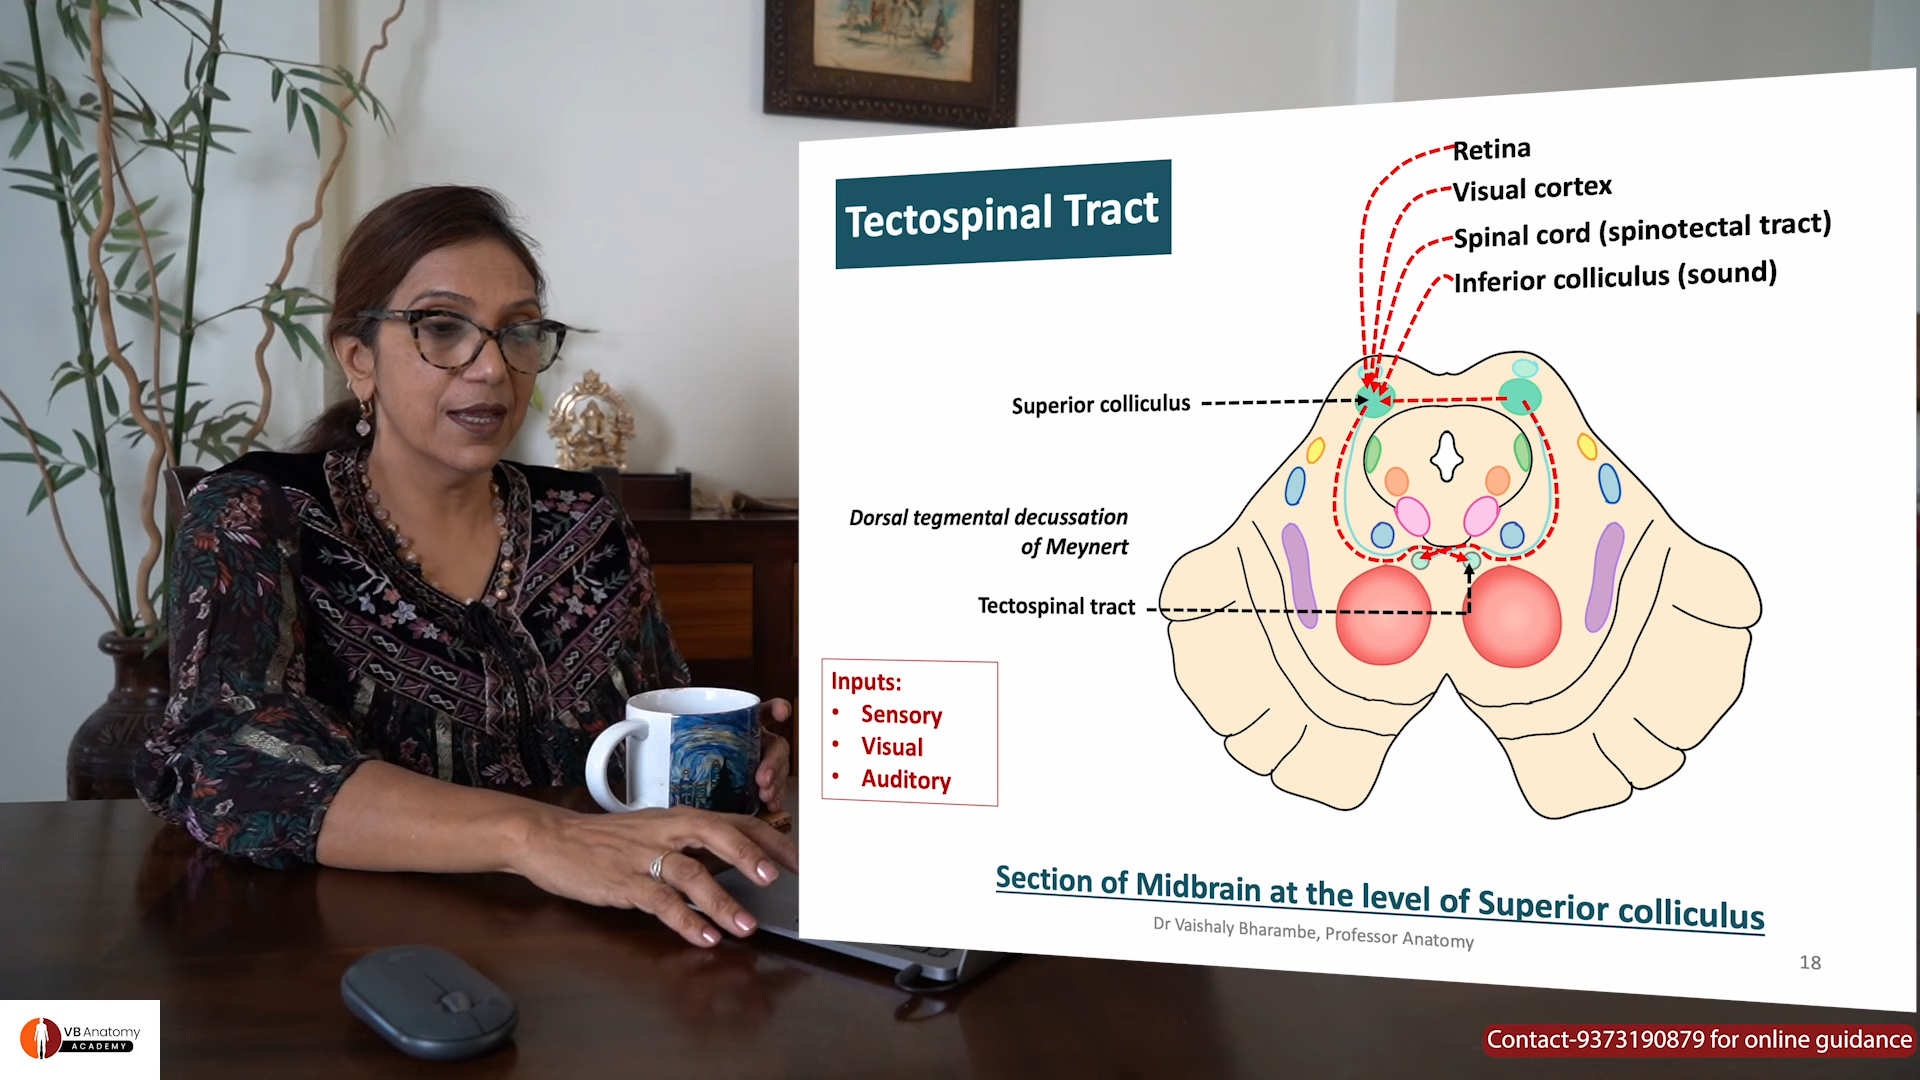 Tectospinal Tract
Retina
Visual cortex
Spinal cord (spinotectal tract)
Inferior colliculus (sound)
Superior colliculus
Dorsal tegmental decussation
of Meynert
Tectospinal tract
Inputs:
• Sensory
• Visual
• Auditory
Section of Midbrain at the level of Superior colliculus
Dr Vaishaly Bharambe, Professor Anatomy
18
VB Anatomy
ACADEMY
Contact-9373190879 for online guidance